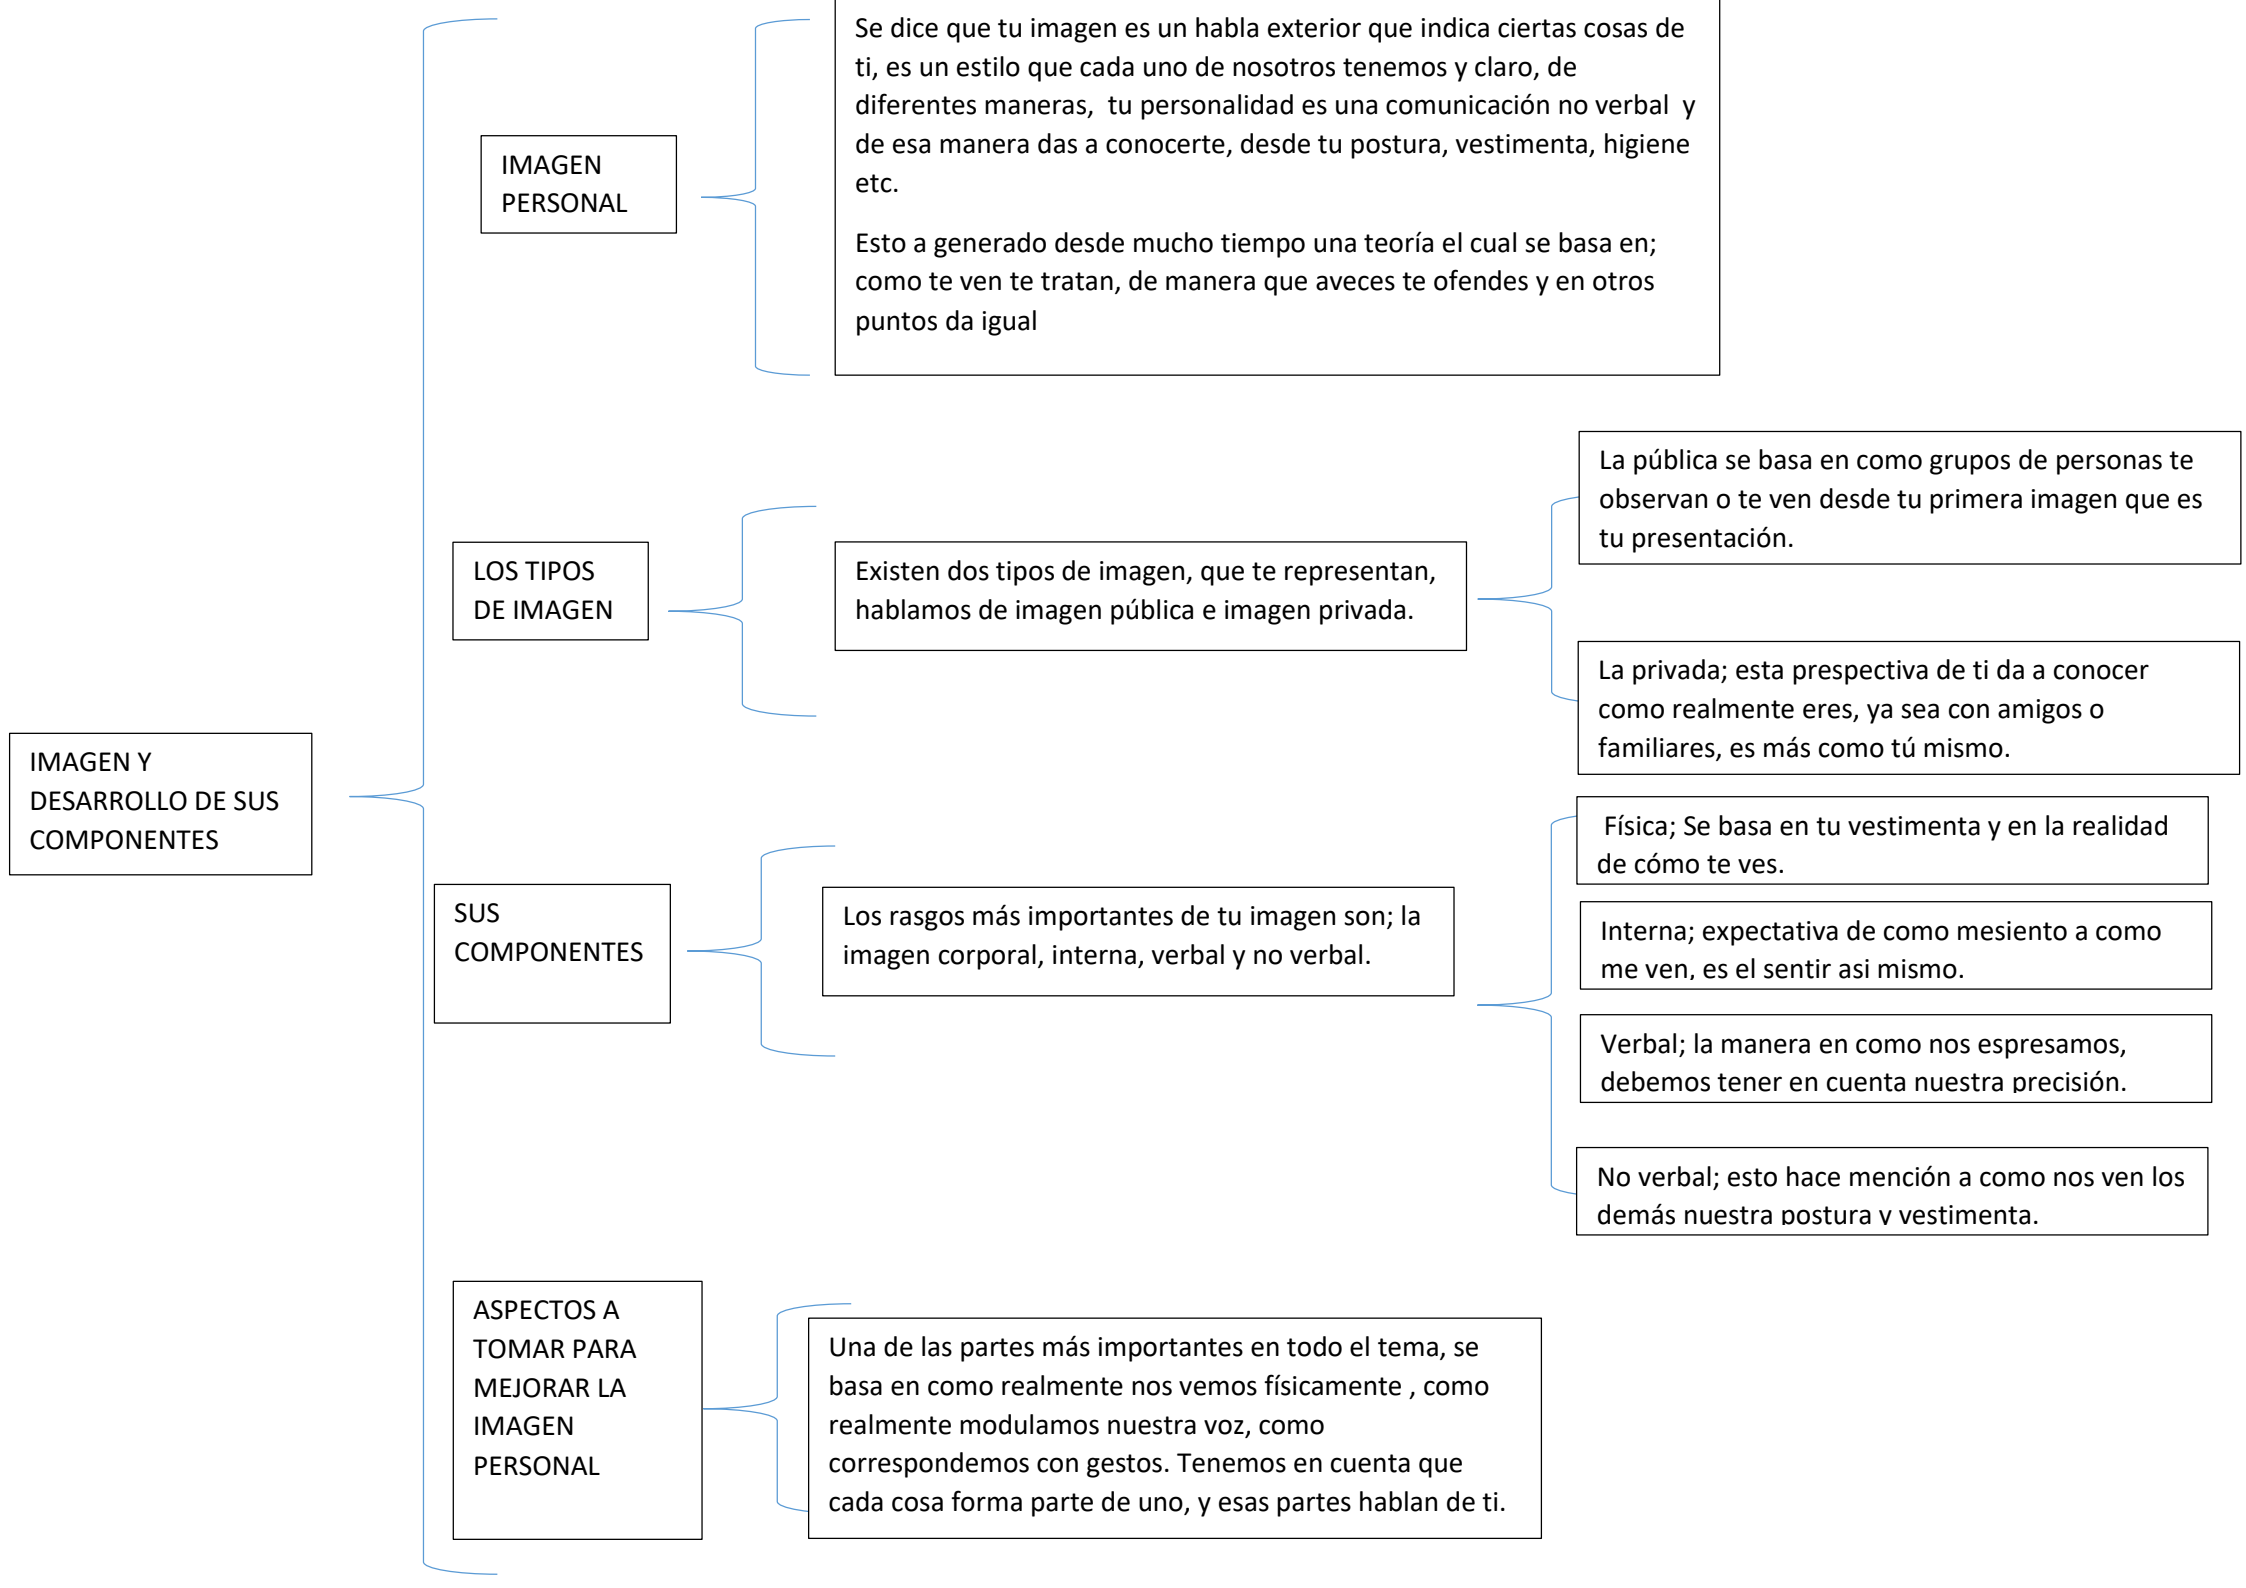 IMAGEN Y
DESARROLLO DE SUS
COMPONENTES
IMAGEN
PERSONAL
Se dice que tu imagen es un habla exterior que indica ciertas cosas de
ti, es un estilo que cada uno de nosotros tenemos y claro, de
diferentes maneras,  tu personalidad es una comunicación no verbal  y
de esa manera das a conocerte, desde tu postura, vestimenta, higiene
etc.
Esto a generado desde mucho tiempo una teoría el cual se basa en;
como te ven te tratan, de manera que aveces te ofendes y en otros
puntos da igual
LOS TIPOS
DE IMAGEN
Existen dos tipos de imagen, que te representan,
hablamos de imagen pública e imagen privada.
La pública se basa en como grupos de personas te
observan o te ven desde tu primera imagen que es
tu presentación.
La privada; esta prespectiva de ti da a conocer
como realmente eres, ya sea con amigos o
familiares, es más como tú mismo.
SUS
COMPONENTES
Los rasgos más importantes de tu imagen son; la
imagen corporal, interna, verbal y no verbal.
Física; Se basa en tu vestimenta y en la realidad
de cómo te ves.
Interna; expectativa de como mesiento a como
me ven, es el sentir asi mismo.
Verbal; la manera en como nos espresamos,
debemos tener en cuenta nuestra precisión.
No verbal; esto hace mención a como nos ven los
demás nuestra postura y vestimenta.
ASPECTOS A
TOMAR PARA
MEJORAR LA
IMAGEN
PERSONAL
Una de las partes más importantes en todo el tema, se
basa en como realmente nos vemos físicamente , como
realmente modulamos nuestra voz, como
correspondemos con gestos. Tenemos en cuenta que
cada cosa forma parte de uno, y esas partes hablan de ti.